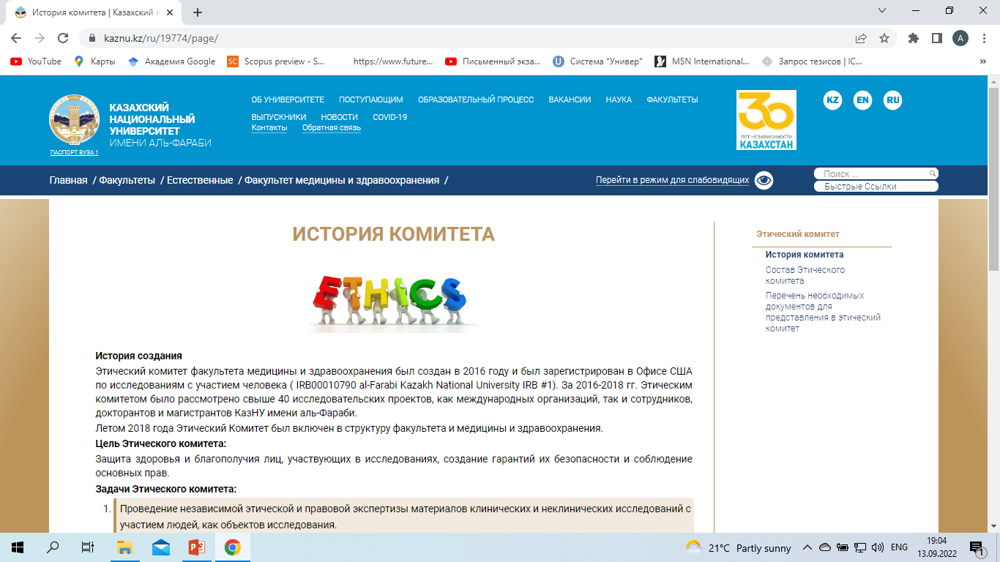 История комитета | Казахский н
kaznu.kz/ru/19774/page/
A
YouTube Карты Академия Google SC Scopus preview - S... https://www.future... Письменный экза... Система "Универ" MSN International... Запрос тезисов | IC... »
КАЗАХСКИЙ
НАЦИОНАЛЬНЫЙ
УНИВЕРСИТЕТ
ИМЕНИ АЛЬ-ФАРАБИ
ПАСПОРТ ВУЗА 1
ОБ УНИВЕРСИТЕТЕ ПОСТУПАЮЩИМ ОБРАЗОВАТЕЛЬНЫЙ ПРОЦЕСС ВАКАНСИИ НАУКА ФАКУЛЬТЕТЫ
ВЫПУСКНИКИ НОВОСТИ COVID-19
Контакты Обратная связь
30
ЛЕТ НЕЗАВИСИМОСТИ
КАЗАХСТАН
KZ EN RU
Главная / Факультеты / Естественные / Факультет медицины и здравоохранения /
Перейти в режим для слабовидящих
Поиск ...
Быстрые Ссылки
ИСТОРИЯ КОМИТЕТА
ETHICS
История создания
Этический комитет факультета медицины и здравоохранения был создан в 2016 году и был зарегистрирован в Офисе США
по исследованиям с участием человека ( IRB00010790 al-Farabi Kazakh National University IRB #1). За 2016-2018 гг. Этическим
комитетом было рассмотрено свыше 40 исследовательских проектов, как международных организаций, так и сотрудников,
докторантов и магистрантов КазНУ имени аль-Фараби.
Летом 2018 года Этический Комитет был включен в структуру факультета и медицины и здравоохранения.
Цель Этического комитета:
Защита здоровья и благополучия лиц, участвующих в исследованиях, создание гарантий их безопасности и соблюдение
основных прав.
Задачи Этического комитета:
1. Проведение независимой этической и правовой экспертизы материалов клинических и неклинических исследований с
участием людей, как объектов исследования.
Этический комитет
История комитета
Состав Этического
комитета
Перечень необходимых
документов для
представления в этический
комитет
21°C Partly sunny
ENG
19:04
13.09.2022
1